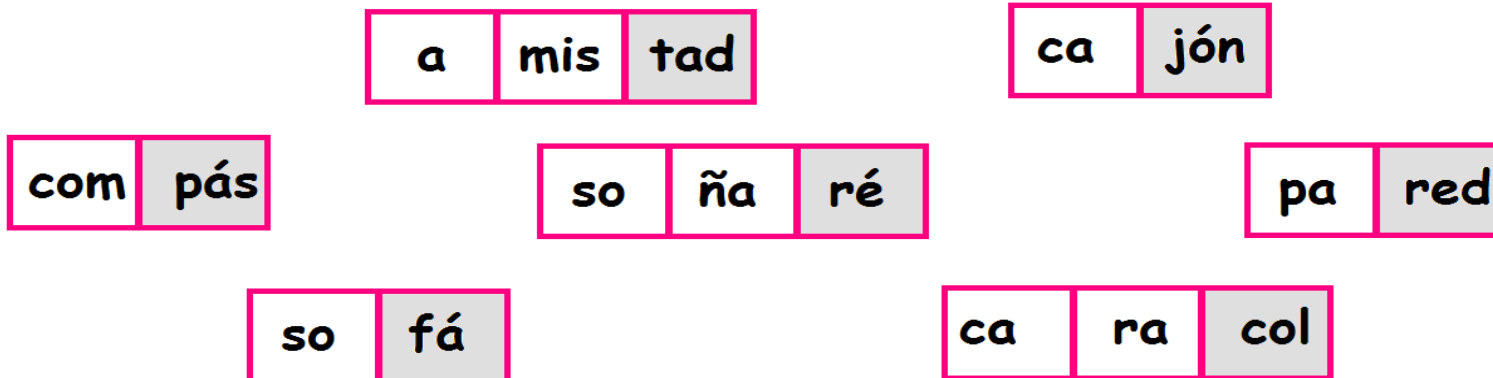 a mis tad
ca jón
com pás
so ña ré
pa red
so fá
ca ra col